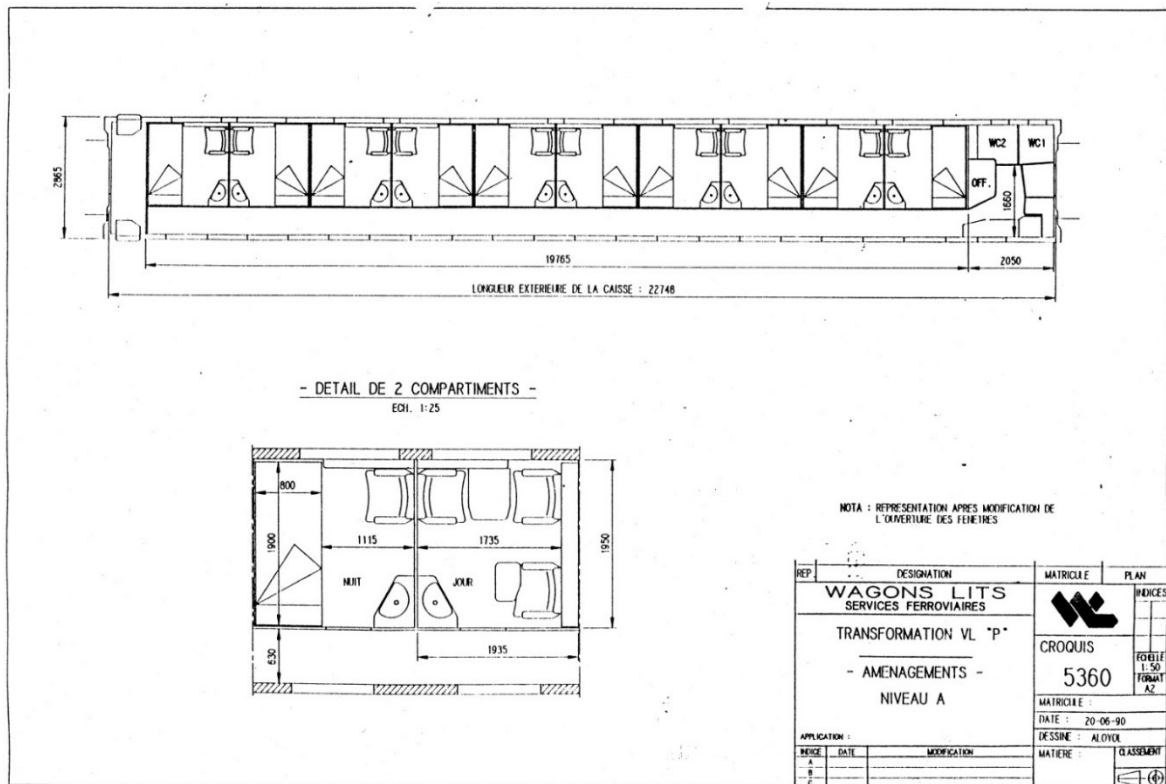 2865
WC2
WC1
OFF.
1660
19765
2050
LONGUEUR EXTERIEURE DE LA CAISSE : 22748
- DETAIL DE 2 COMPARTIMENTS -
ECH. 1:25
800
1900
1115
1735
1950
NUIT
JOUR
630
1935
NOTA : REPRESENTATION APRES MODIFICATION DE
L'OUVERTURE DES FENETRES
REP. DESIGNATION MATRICULE PLAN
WAGONS LITS
SERVICES FERROVIAIRES
INDICES
TRANSFORMATION VL "P"
- AMENAGEMENTS -
NIVEAU A
CROQUIS
5360
ECHELLE
1:50
FORMAT
A2
MATRICULE :
DATE : 20-06-90
APPLICATION :
DESSINE :
INDICE DATE MODIFICATION
MATIERE :
CLASSEMENT
A
B